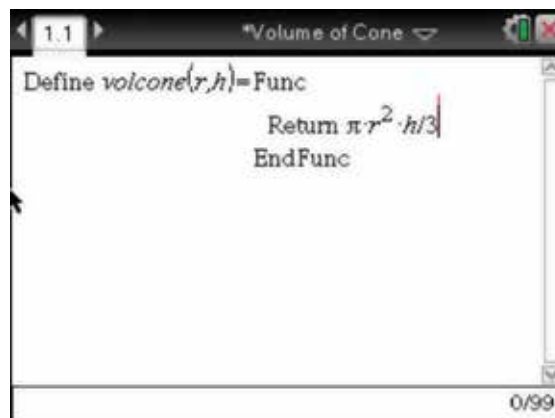 1.1 *Volume of Cone
Define volcone(r,h)=Func
Return π·r²·h/3
EndFunc
0/99